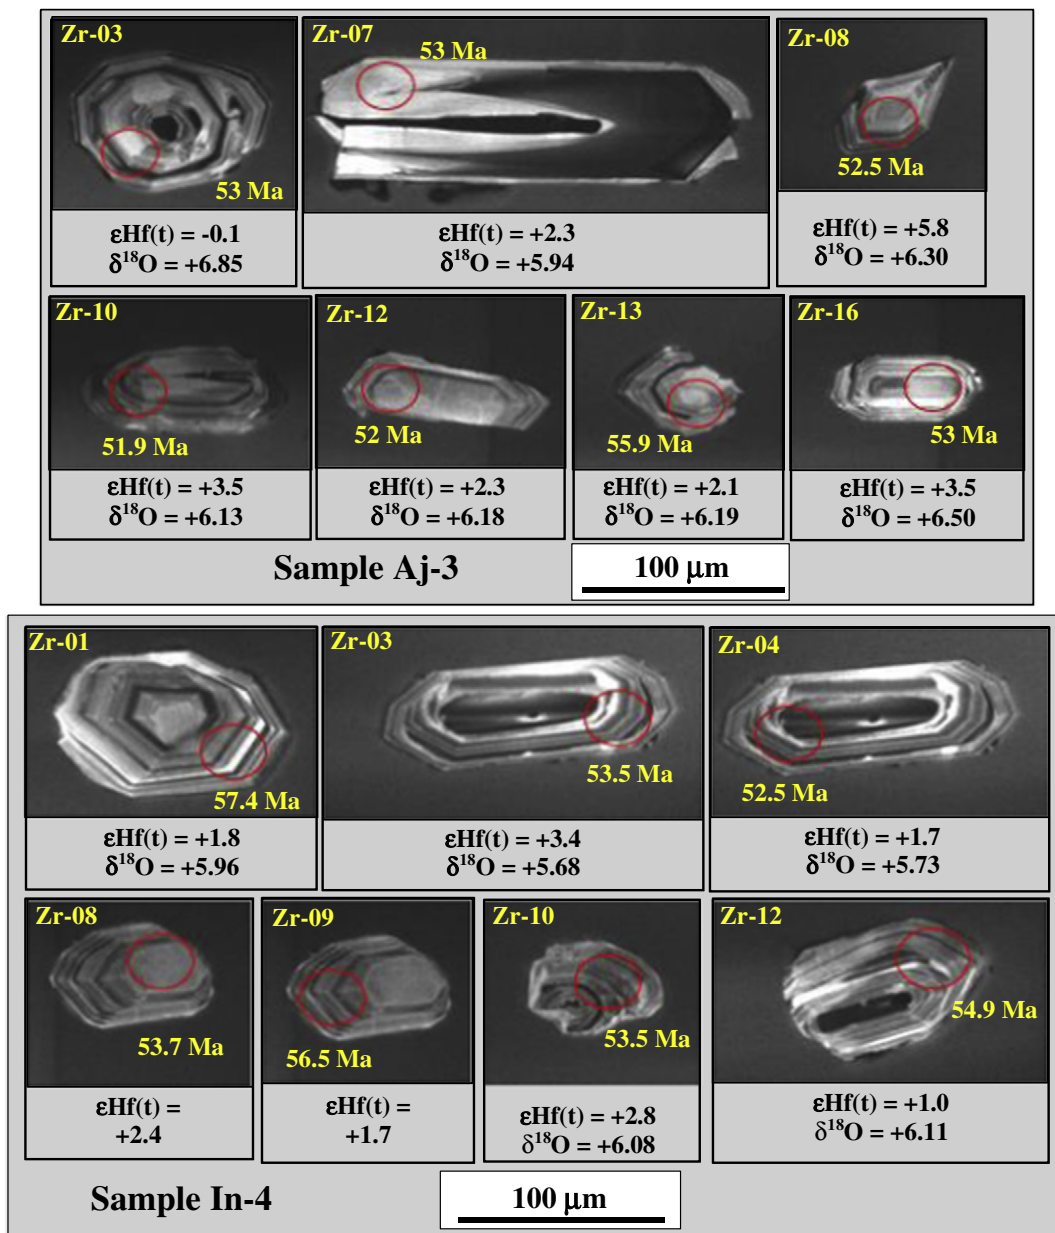 Zr-03
53 Ma
εHf(t) = -0.1
δ¹⁸O = +6.85
Zr-07
53 Ma
εHf(t) = +2.3
δ¹⁸O = +5.94
Zr-08
52.5 Ma
εHf(t) = +5.8
δ¹⁸O = +6.30
Zr-10
51.9 Ma
εHf(t) = +3.5
δ¹⁸O = +6.13
Zr-12
52 Ma
εHf(t) = +2.3
δ¹⁸O = +6.18
Zr-13
55.9 Ma
εHf(t) = +2.1
δ¹⁸O = +6.19
Zr-16
53 Ma
εHf(t) = +3.5
δ¹⁸O = +6.50
Sample Aj-3
100 μm
Zr-01
57.4 Ma
εHf(t) = +1.8
δ¹⁸O = +5.96
Zr-03
53.5 Ma
εHf(t) = +3.4
δ¹⁸O = +5.68
Zr-04
52.5 Ma
εHf(t) = +1.7
δ¹⁸O = +5.73
Zr-08
53.7 Ma
εHf(t) =
+2.4
Zr-09
56.5 Ma
εHf(t) =
+1.7
Zr-10
53.5 Ma
εHf(t) = +2.8
δ¹⁸O = +6.08
Zr-12
54.9 Ma
εHf(t) = +1.0
δ¹⁸O = +6.11
Sample In-4
100 μm